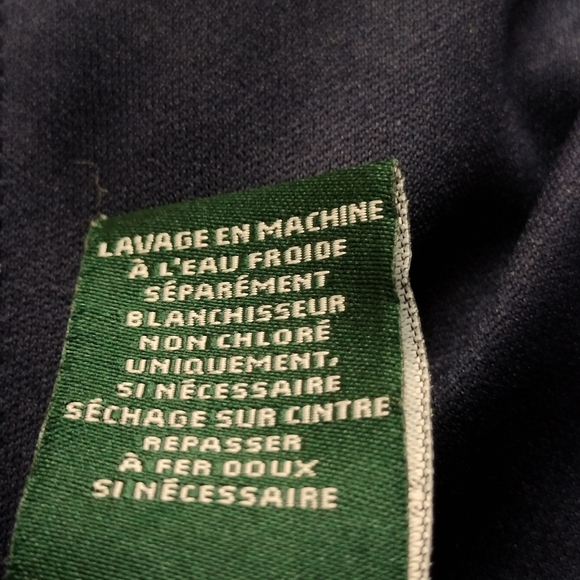 LAVAGE EN MACHINE
À L'EAU FROIDE
SÉPARÉMENT
BLANCHISSEUR
NON CHLORÉ
UNIQUEMENT,
SI NÉCESSAIRE
SÉCHAGE SUR CINTRE
REPASSER
À FER DOUX
SI NÉCESSAIRE